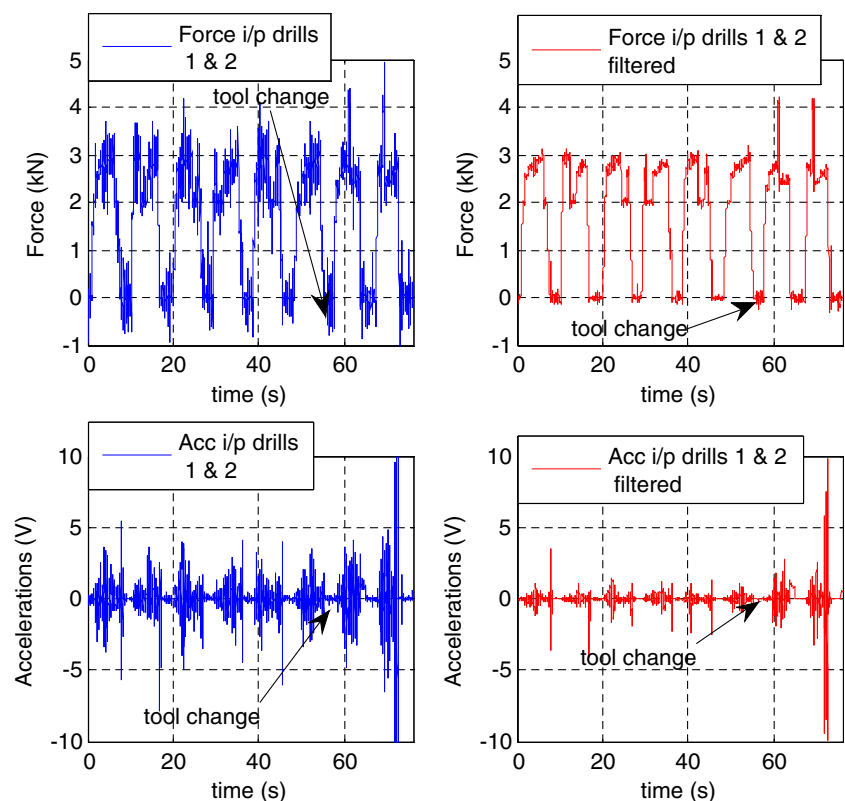 Force i/p drills
1 & 2
tool change
5
4
3
2
1
0
-1
Force (kN)
0 20 40 60
time (s)
Force i/p drills 1 & 2
filtered
5
4
3
2
1
0
-1
Force (kN)
tool change
0 20 40 60
time (s)
Acc i/p drills
1 & 2
10
5
0
-5
-10
Accelerations (V)
tool change
0 20 40 60
time (s)
Acc i/p drills 1 & 2
filtered
10
5
0
-5
-10
Accelerations (V)
tool change
0 20 40 60
time (s)